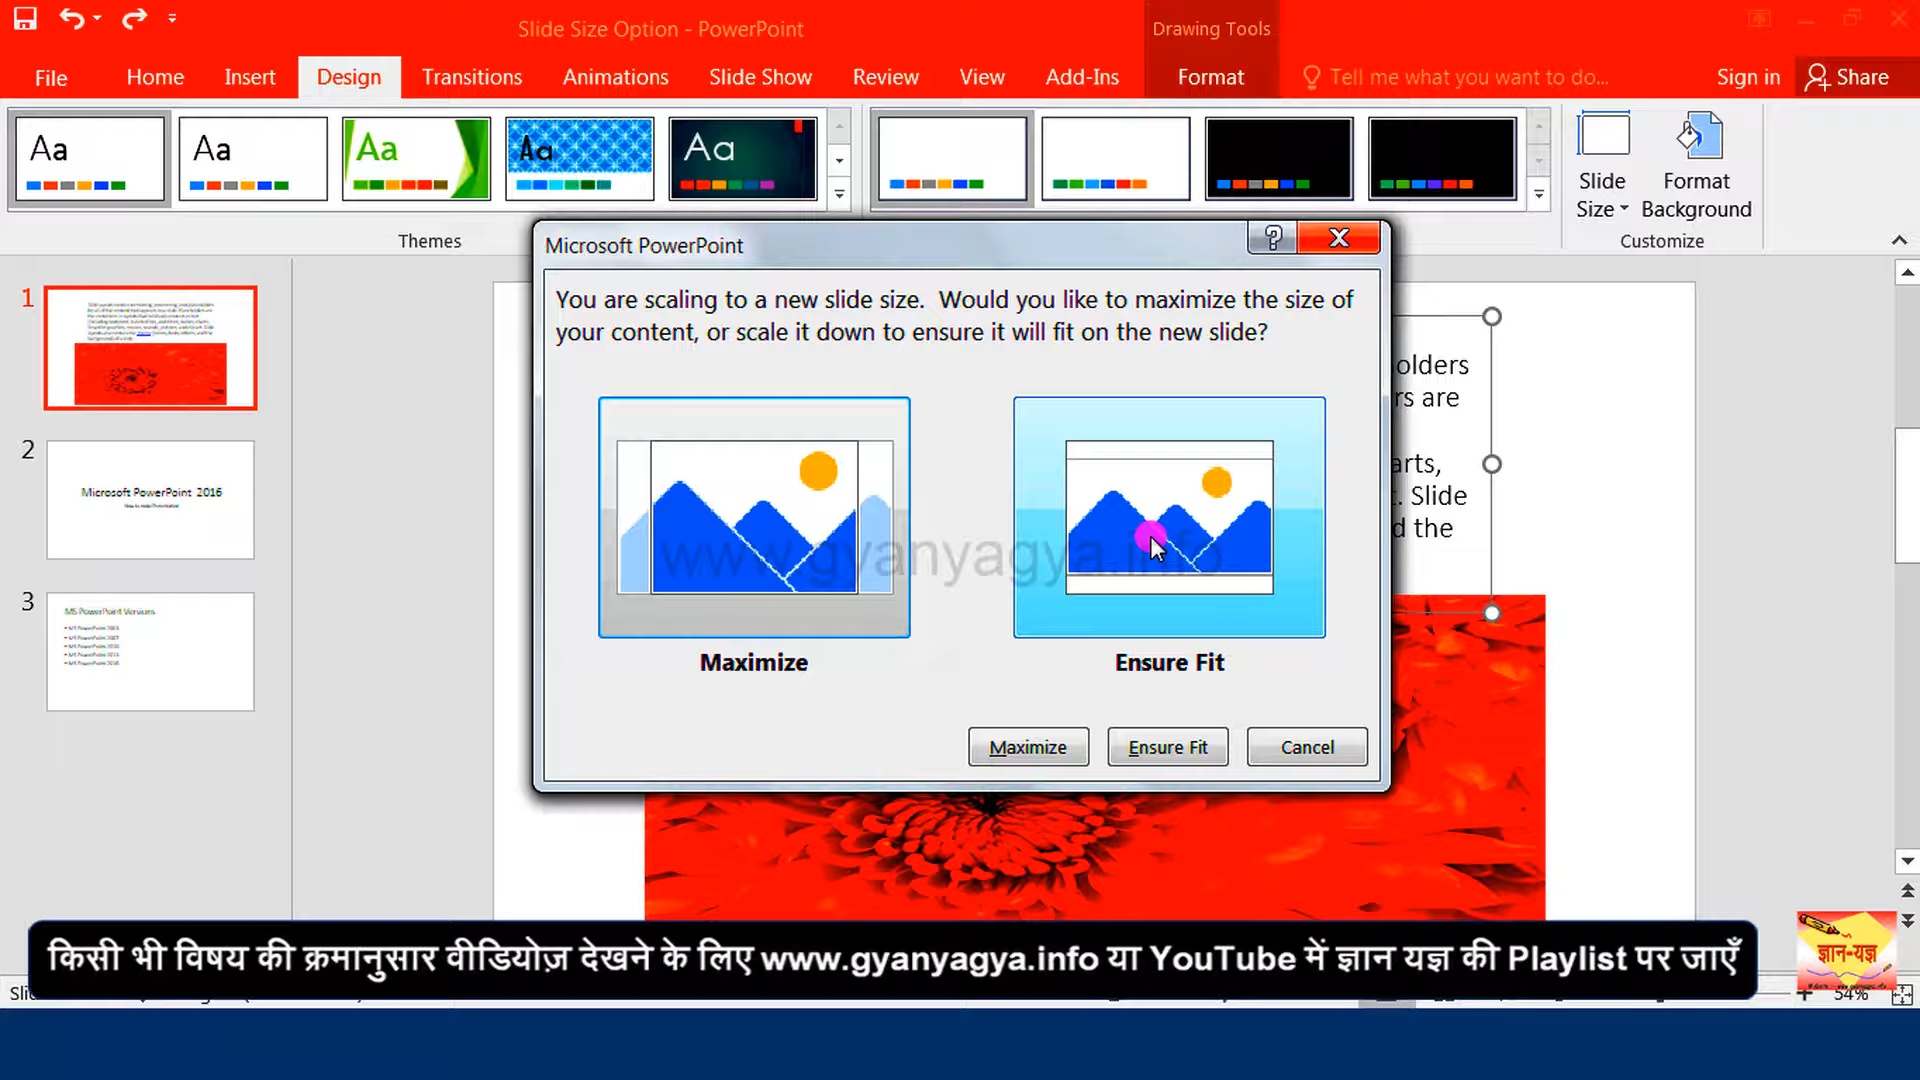 Slide Size Option - PowerPoint
Drawing Tools
File Home Insert Design Transitions Animations Slide Show Review View Add-Ins Format Tell me what you want to do... Sign in Share
Aa Aa Aa Aa Aa
Slide Size
Format Background
Themes
Customize
Microsoft PowerPoint
You are scaling to a new slide size. Would you like to maximize the size of
your content, or scale it down to ensure it will fit on the new slide?
Maximize
Ensure Fit
Maximize Ensure Fit Cancel
www.gyanyagya.info
olders
rs are
arts,
. Slide
d the
1
2
Microsoft PowerPoint 2016
3
MS PowerPoint Versions
किसी भी विषय की क्रमानुसार वीडियोज़ देखने के लिए www.gyanyagya.info या YouTube में ज्ञान यज्ञ की Playlist पर जाएँ
ज्ञान-यज्ञ
54%